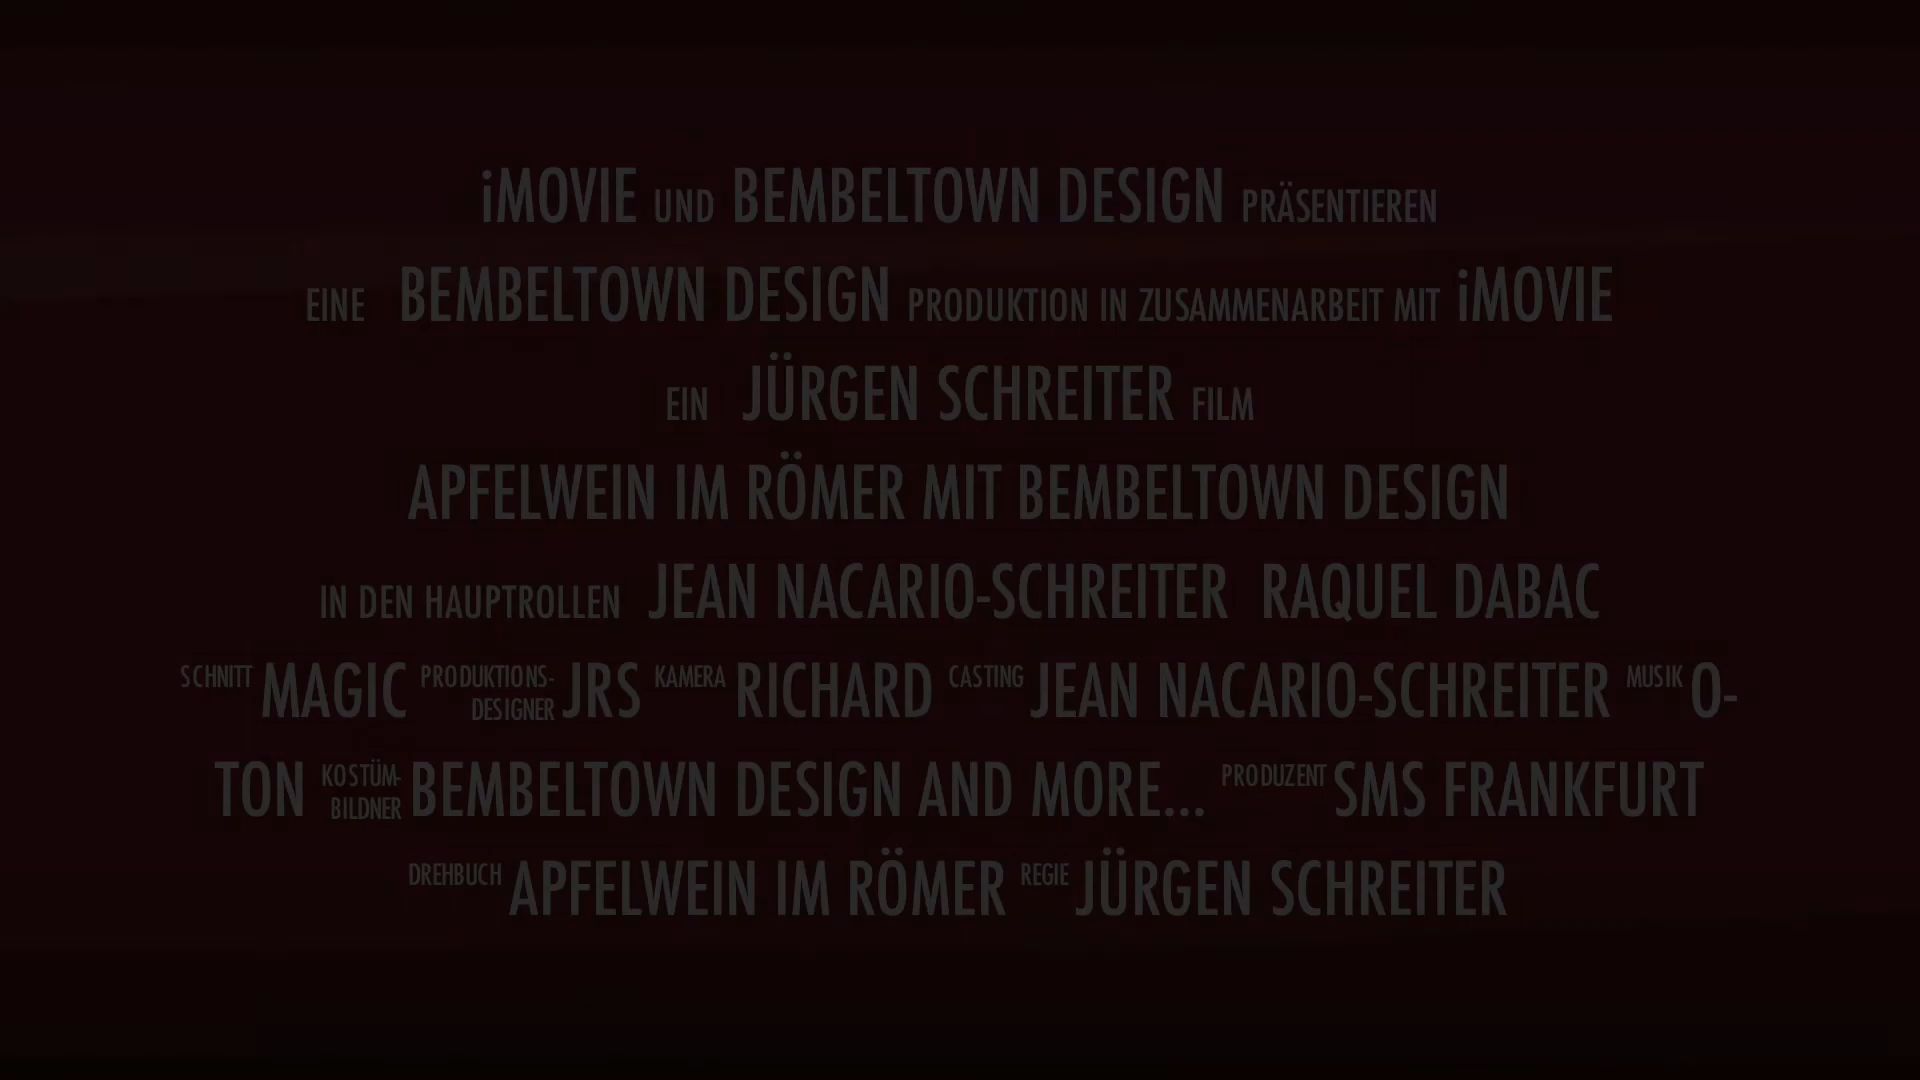 iMOVIE UND BEMBELTOWN DESIGN PRÄSENTIEREN
EINE BEMBELTOWN DESIGN PRODUKTION IN ZUSAMMENARBEIT MIT iMOVIE
EIN JÜRGEN SCHREITER FILM
APFELWEIN IM RÖMER MIT BEMBELTOWN DESIGN
IN DEN HAUPTROLLEN JEAN NACARIO-SCHREITER RAQUEL DABAC
SCHNITT MAGIC PRODUKTIONS-DESIGNER JRS KAMERA RICHARD CASTING JEAN NACARIO-SCHREITER MUSIK O-
TON KOSTÜM-BILDNER BEMBELTOWN DESIGN AND MORE... PRODUZENT SMS FRANKFURT
DREHBUCH APFELWEIN IM RÖMER REGIE JÜRGEN SCHREITER